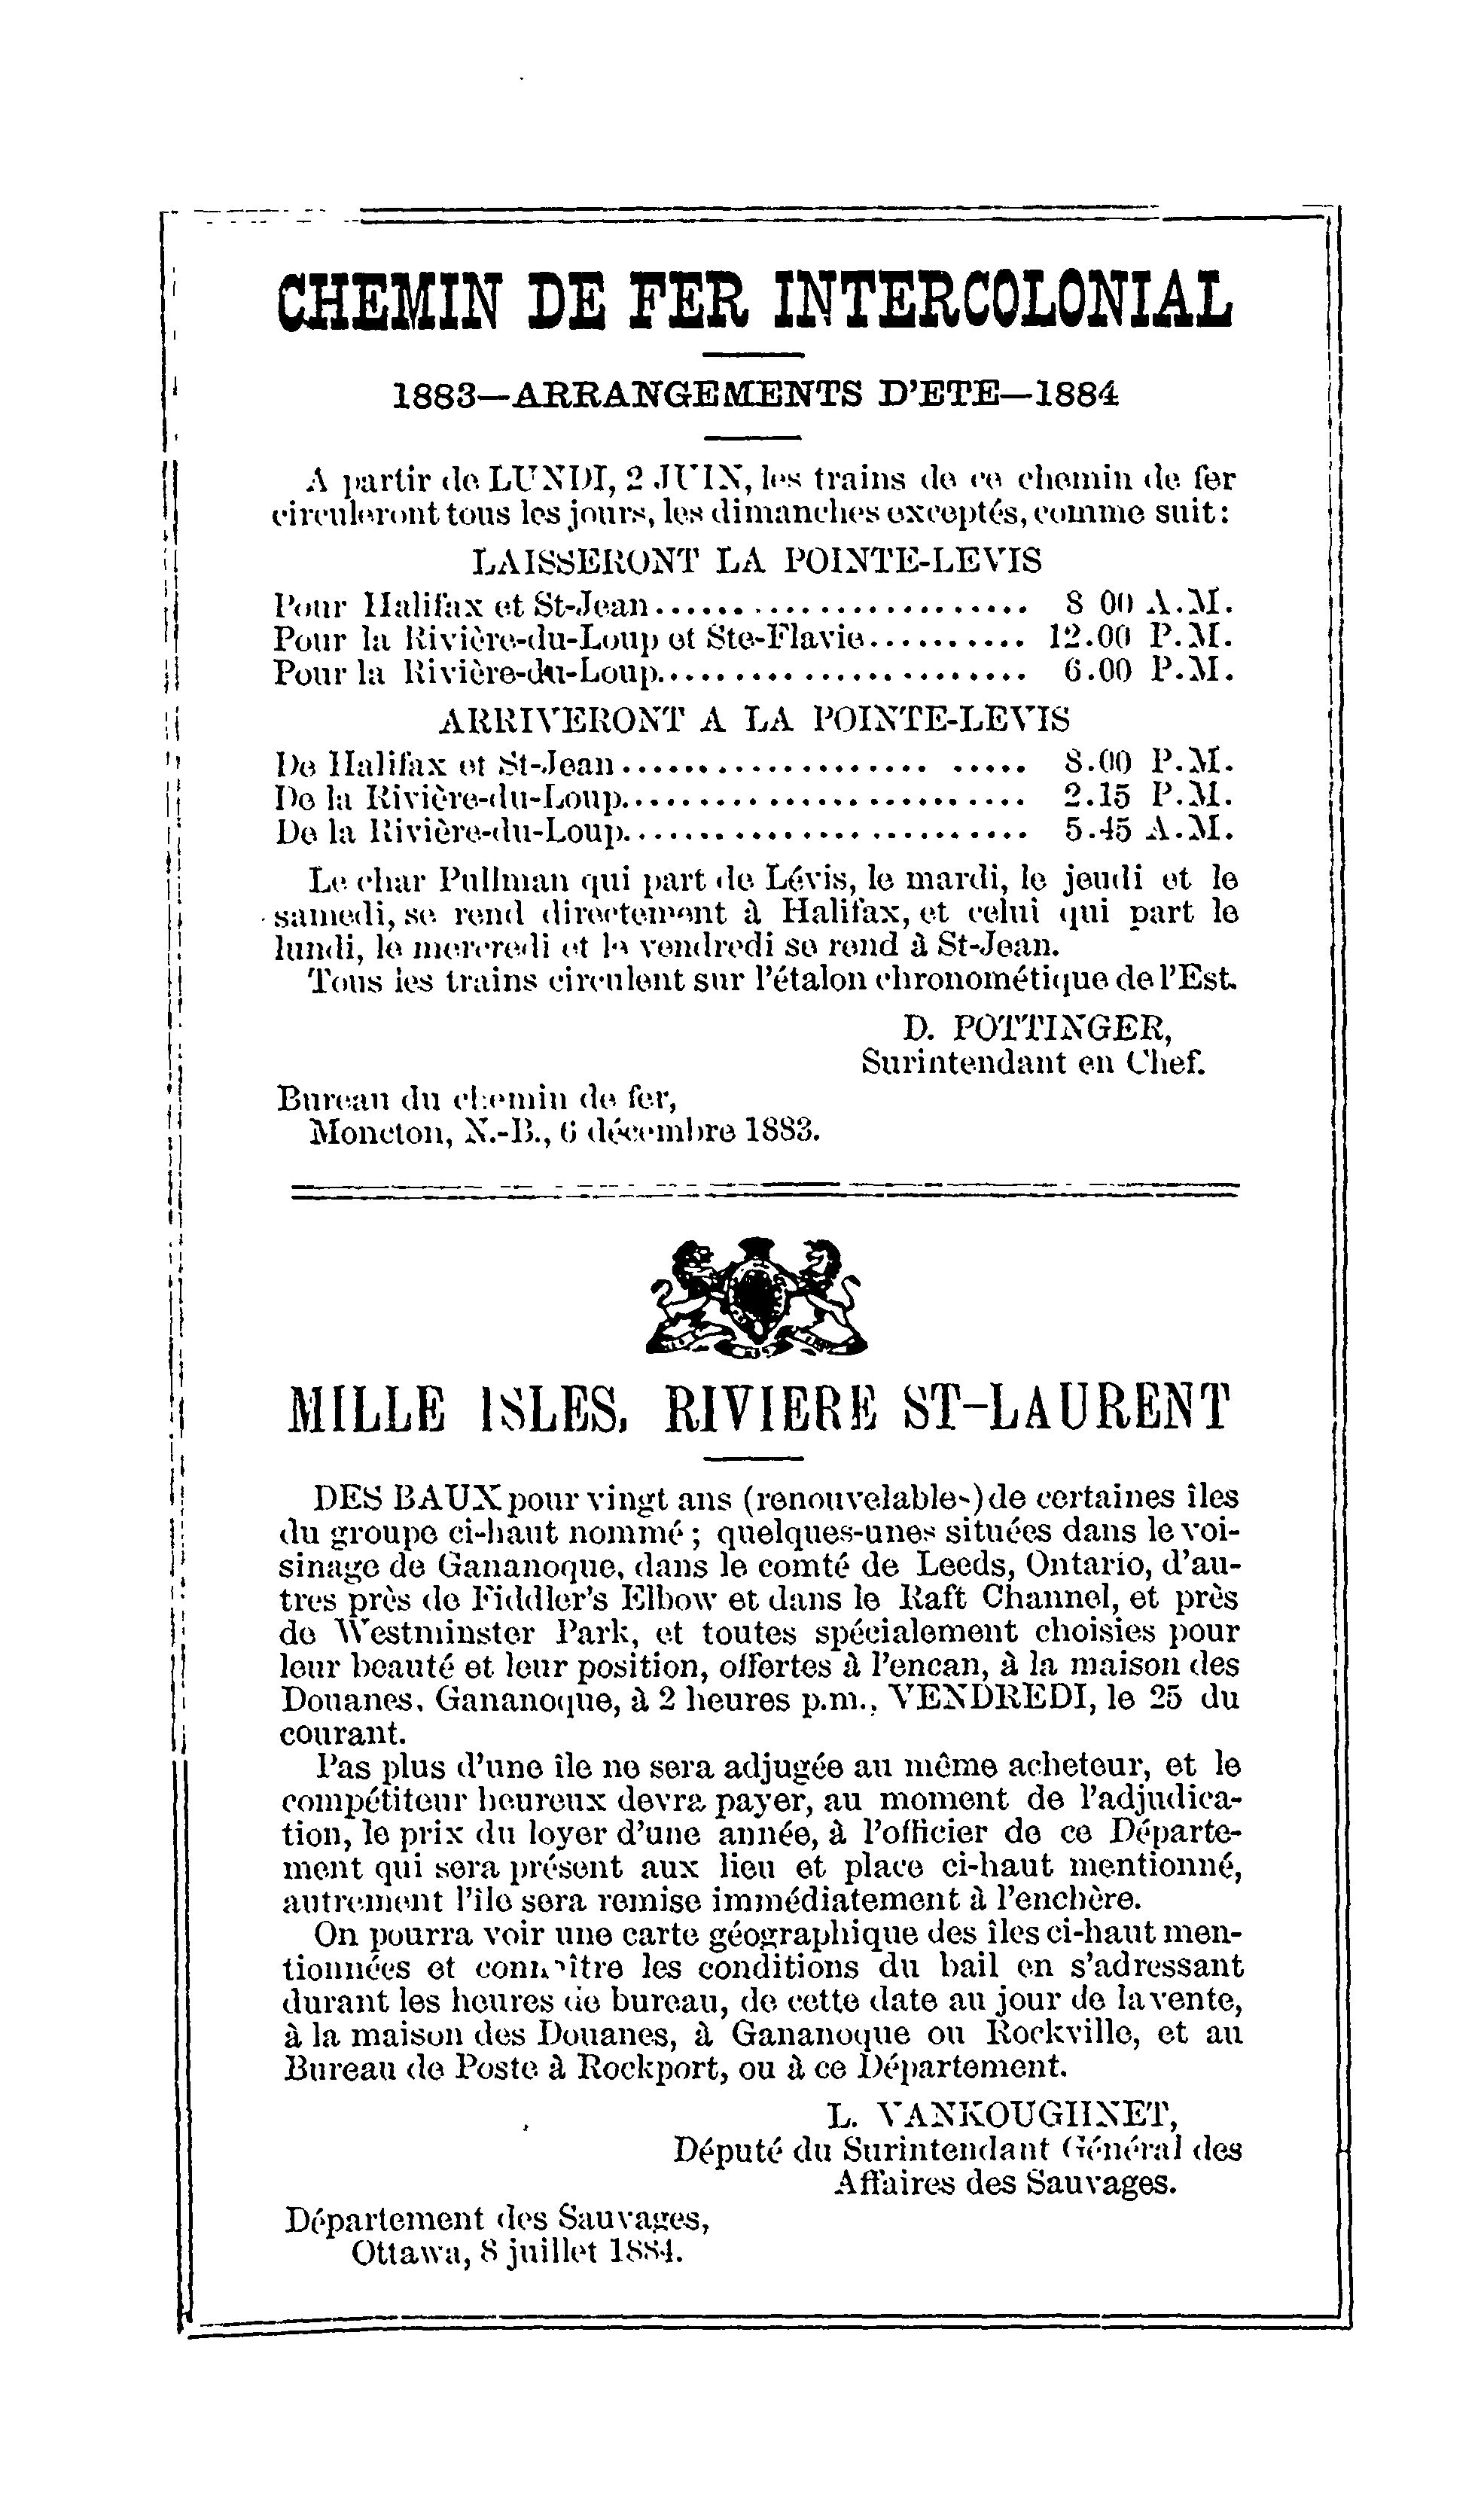 CHEMIN DE FER INTERCOLONIAL
1883—ARRANGEMENTS D'ETE—1884
A partir de LUNDI, 2 JUIN, les trains de ce chemin de fer
circuleront tous les jours, les dimanches exceptés, comme suit:
LAISSERONT LA POINTE-LEVIS
Pour Halifax et St-Jean.............................. 8 00 A.M.
Pour la Rivière-du-Loup et Ste-Flavie.......... 12.00 P.M.
Pour la Rivière-du-Loup......................... 6.00 P.M.
ARRIVERONT A LA POINTE-LEVIS
De Halifax et St-Jean................... ..... 8.00 P.M.
De la Rivière-du-Loup........................... 2.15 P.M.
De la Rivière-du-Loup........................... 5.45 A.M.
Le char Pullman qui part de Lévis, le mardi, le jeudi et le
samedi, se rend directement à Halifax, et celui qui part le
lundi, le mercredi et le vendredi se rend à St-Jean.
Tous les trains circulent sur l'étalon chronométique de l'Est.
D. POTTINGER,
Surintendant en Chef.
Bureau du chemin de fer,
Moncton, N.-B., 6 décembre 1883.
MILLE ISLES, RIVIERE ST-LAURENT
DES BAUX pour vingt ans (renouvelables) de certaines îles
du groupe ci-haut nommé ; quelques-unes situées dans le voi-
sinage de Gananoque, dans le comté de Leeds, Ontario, d'au-
tres près de Fiddler's Elbow et dans le Raft Channel, et près
de Westminster Park, et toutes spécialement choisies pour
leur beauté et leur position, offertes à l'encan, à la maison des
Douanes, Gananoque, à 2 heures p.m., VENDREDI, le 25 du
courant.
Pas plus d'une île ne sera adjugée au même acheteur, et le
compétiteur heureux devra payer, au moment de l'adjudica-
tion, le prix du loyer d'une année, à l'officier de ce Départe-
ment qui sera présent aux lieu et place ci-haut mentionné,
autrement l'ile sera remise immédiatement à l'enchère.
On pourra voir une carte géographique des îles ci-haut men-
tionnées et connaître les conditions du bail en s'adressant
durant les heures de bureau, de cette date au jour de la vente,
à la maison des Douanes, à Gananoque ou Rockville, et au
Bureau de Poste à Rockport, ou à ce Département.
L. VANKOUGHNET,
Député du Surintendant Général des
Affaires des Sauvages.
Département des Sauvages,
Ottawa, 8 juillet 1884.